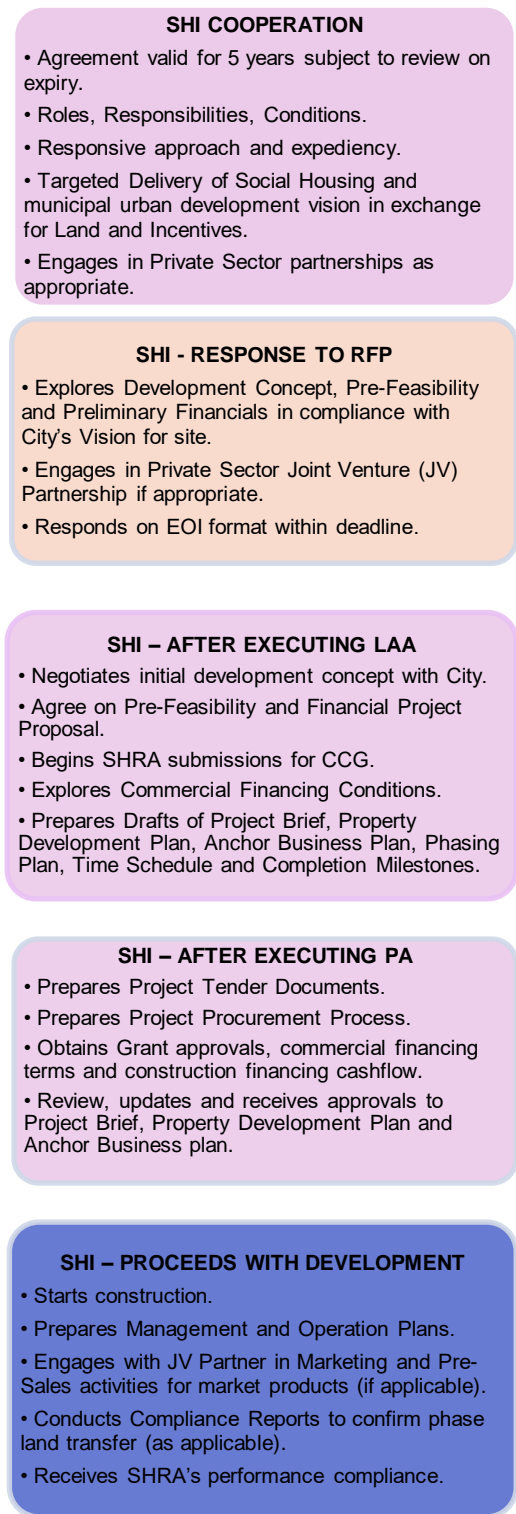 SHI COOPERATION
• Agreement valid for 5 years subject to review on
expiry.
• Roles, Responsibilities, Conditions.
• Responsive approach and expediency.
• Targeted Delivery of Social Housing and
municipal urban development vision in exchange
for Land and Incentives.
• Engages in Private Sector partnerships as
appropriate.
SHI - RESPONSE TO RFP
• Explores Development Concept, Pre-Feasibility
and Preliminary Financials in compliance with
City's Vision for site.
• Engages in Private Sector Joint Venture (JV)
Partnership if appropriate.
• Responds on EOI format within deadline.
SHI – AFTER EXECUTING LAA
• Negotiates initial development concept with City.
• Agree on Pre-Feasibility and Financial Project
Proposal.
• Begins SHRA submissions for CCG.
• Explores Commercial Financing Conditions.
• Prepares Drafts of Project Brief, Property
Development Plan, Anchor Business Plan, Phasing
Plan, Time Schedule and Completion Milestones.
SHI – AFTER EXECUTING PA
• Prepares Project Tender Documents.
• Prepares Project Procurement Process.
• Obtains Grant approvals, commercial financing
terms and construction financing cashflow.
• Review, updates and receives approvals to
Project Brief, Property Development Plan and
Anchor Business plan.
SHI – PROCEEDS WITH DEVELOPMENT
• Starts construction.
• Prepares Management and Operation Plans.
• Engages with JV Partner in Marketing and Pre-
Sales activities for market products (if applicable).
• Conducts Compliance Reports to confirm phase
land transfer (as applicable).
• Receives SHRA's performance compliance.